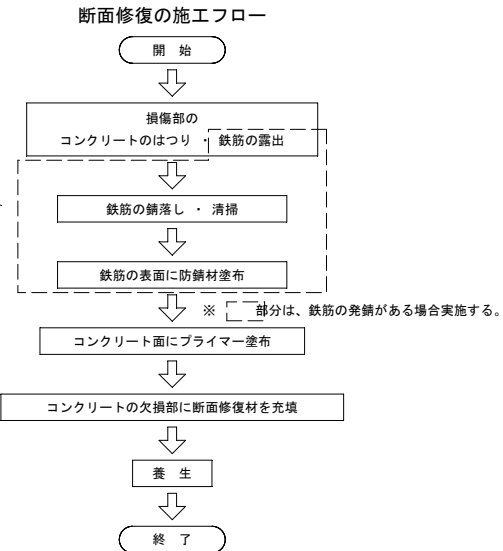 断面修復の施工フロー
開　始
損傷部の
コンクリートのはつり ・ 鉄筋の露出
鉄筋の錆落し ・ 清掃
鉄筋の表面に防錆材塗布
※　　　部分は、鉄筋の発錆がある場合実施する。
コンクリート面にプライマー塗布
コンクリートの欠損部に断面修復材を充填
養　生
終　了